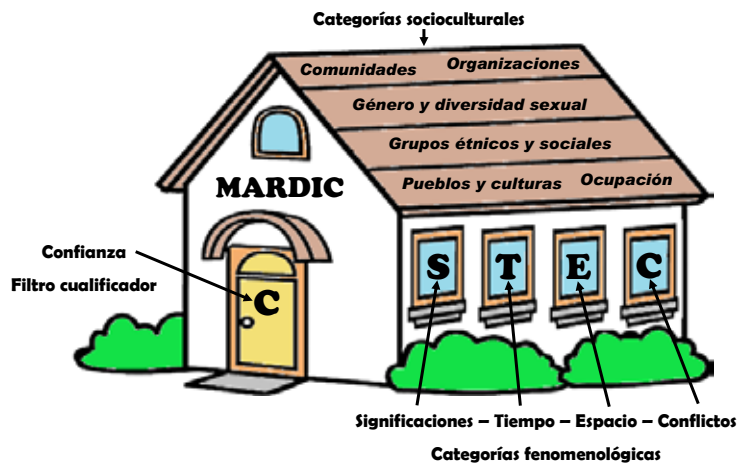 Categorías socioculturales
Comunidades Organizaciones
Género y diversidad sexual
Grupos étnicos y sociales
Pueblos y culturas Ocupación
MARDIC
Confianza
Filtro cualificador
C
S T E C
Significaciones – Tiempo – Espacio – Conflictos
Categorías fenomenológicas